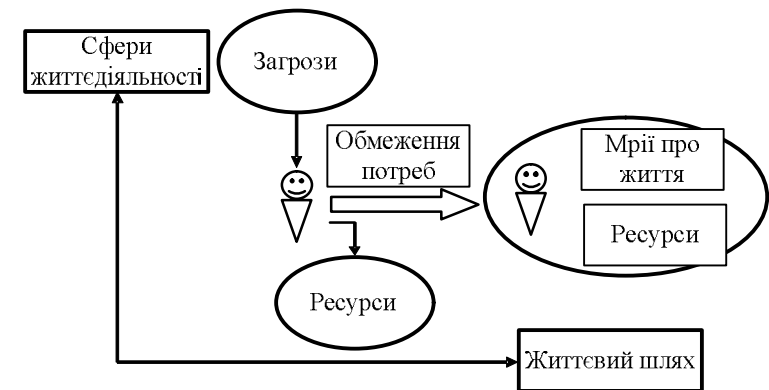 Сфери
життєдіяльності
Загрози
Обмеження
потреб
Мрії про
життя
Ресурси
Ресурси
Життєвий шлях